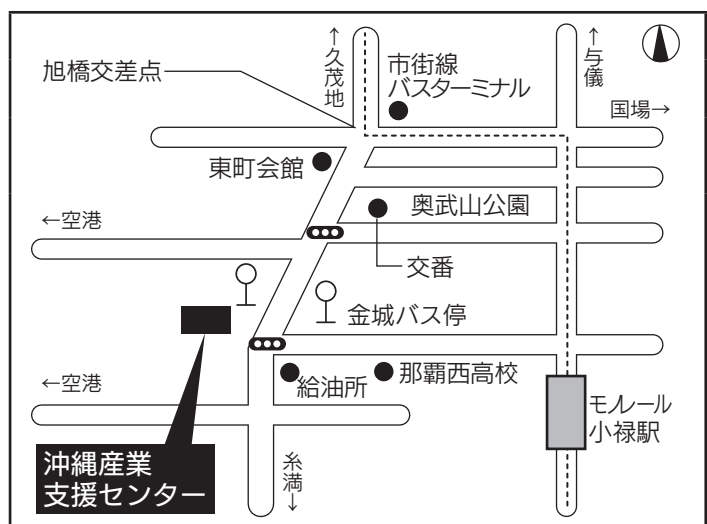 ↑久茂地
↑与儀
旭橋交差点
市街線
バスターミナル
国場→
東町会館
奥武山公園
←空港
交番
金城バス停
←空港
給油所
那覇西高校
モノレール
小禄駅
沖縄産業
支援センター
糸満↓